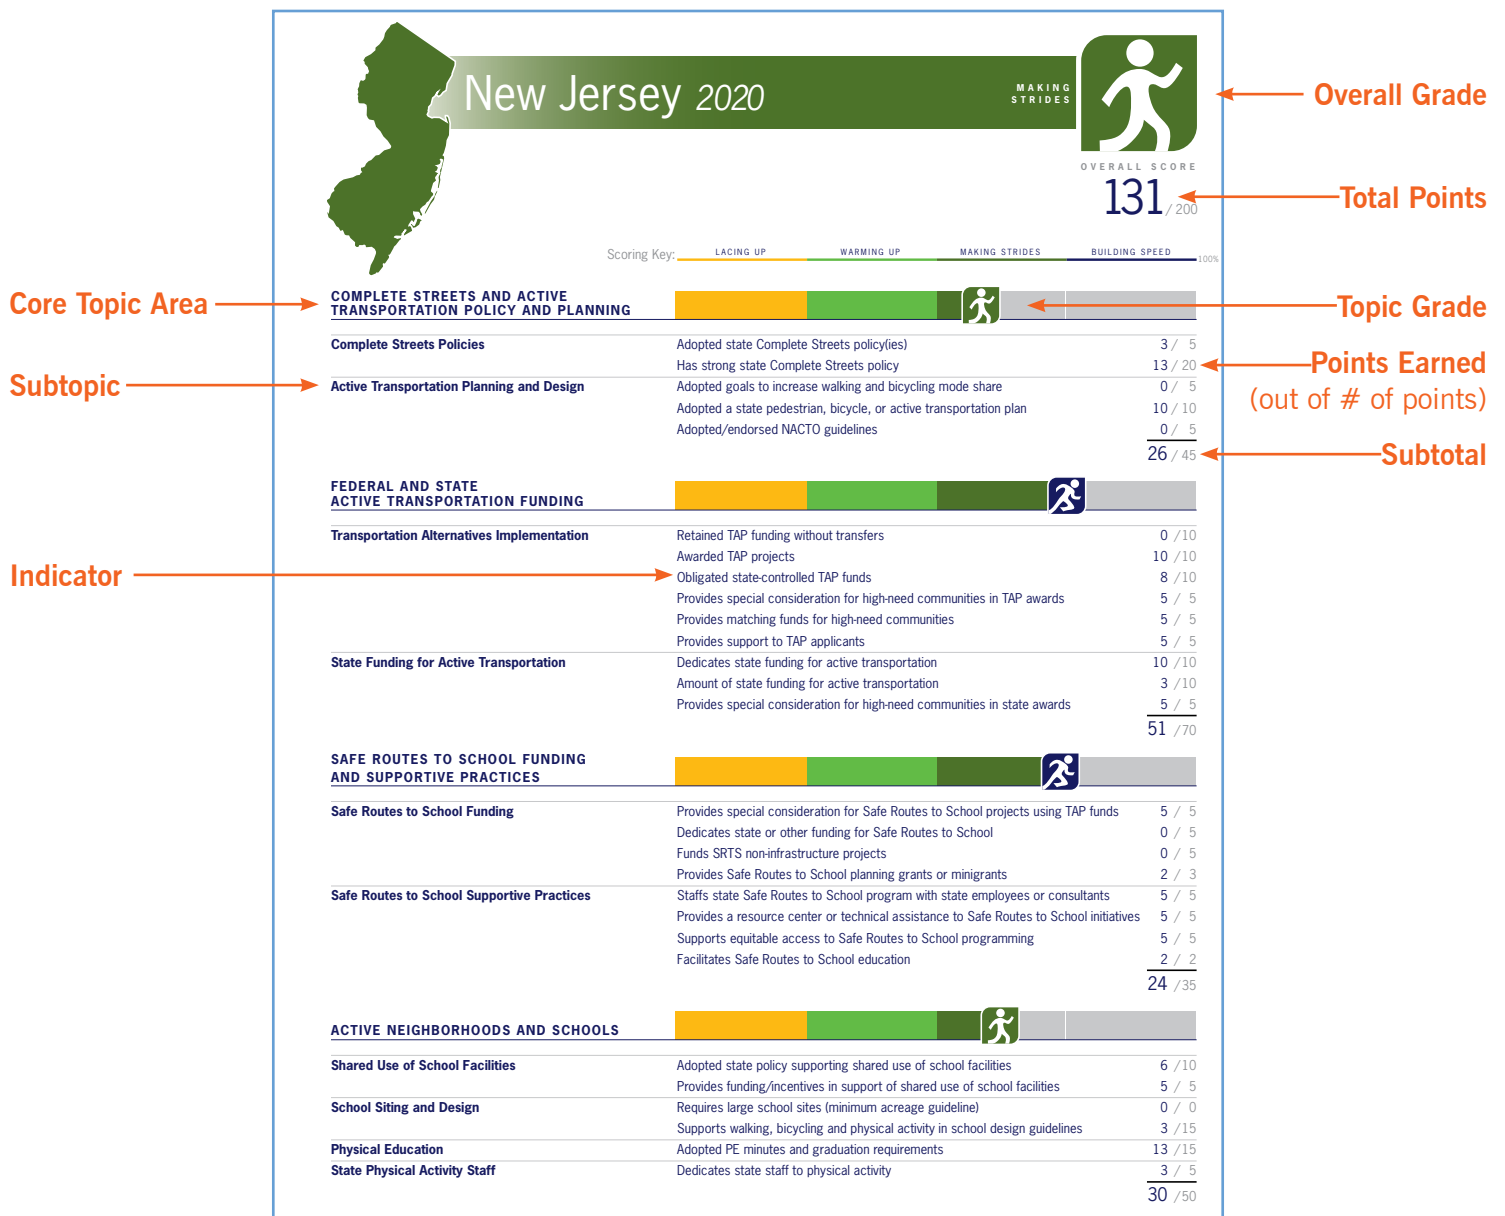 New Jersey 2020
MAKING
STRIDES
Overall Grade
OVERALL SCORE
131 / 200
Total Points
Scoring Key: LACING UP WARMING UP MAKING STRIDES BUILDING SPEED 100%
Core Topic Area
COMPLETE STREETS AND ACTIVE
TRANSPORTATION POLICY AND PLANNING
Topic Grade
Complete Streets Policies Adopted state Complete Streets policy(ies) 3 / 5
Has strong state Complete Streets policy 13 / 20
Points Earned
(out of # of points)
Subtopic
Active Transportation Planning and Design Adopted goals to increase walking and bicycling mode share 0 / 5
Adopted a state pedestrian, bicycle, or active transportation plan 10 / 10
Adopted/endorsed NACTO guidelines 0 / 5
26 / 45
Subtotal
FEDERAL AND STATE
ACTIVE TRANSPORTATION FUNDING
Transportation Alternatives Implementation Retained TAP funding without transfers 0 /10
Awarded TAP projects 10 /10
Indicator
Obligated state-controlled TAP funds 8 /10
Provides special consideration for high-need communities in TAP awards 5 / 5
Provides matching funds for high-need communities 5 / 5
Provides support to TAP applicants 5 / 5
State Funding for Active Transportation Dedicates state funding for active transportation 10 /10
Amount of state funding for active transportation 3 /10
Provides special consideration for high-need communities in state awards 5 / 5
51 /70
SAFE ROUTES TO SCHOOL FUNDING
AND SUPPORTIVE PRACTICES
Safe Routes to School Funding Provides special consideration for Safe Routes to School projects using TAP funds 5 / 5
Dedicates state or other funding for Safe Routes to School 0 / 5
Funds SRTS non-infrastructure projects 0 / 5
Provides Safe Routes to School planning grants or minigrants 2 / 3
Safe Routes to School Supportive Practices Staffs state Safe Routes to School program with state employees or consultants 5 / 5
Provides a resource center or technical assistance to Safe Routes to School initiatives 5 / 5
Supports equitable access to Safe Routes to School programming 5 / 5
Facilitates Safe Routes to School education 2 / 2
24 /35
ACTIVE NEIGHBORHOODS AND SCHOOLS
Shared Use of School Facilities Adopted state policy supporting shared use of school facilities 6 /10
Provides funding/incentives in support of shared use of school facilities 5 / 5
School Siting and Design Requires large school sites (minimum acreage guideline) 0 / 0
Supports walking, bicycling and physical activity in school design guidelines 3 /15
Physical Education Adopted PE minutes and graduation requirements 13 /15
State Physical Activity Staff Dedicates state staff to physical activity 3 / 5
30 /50